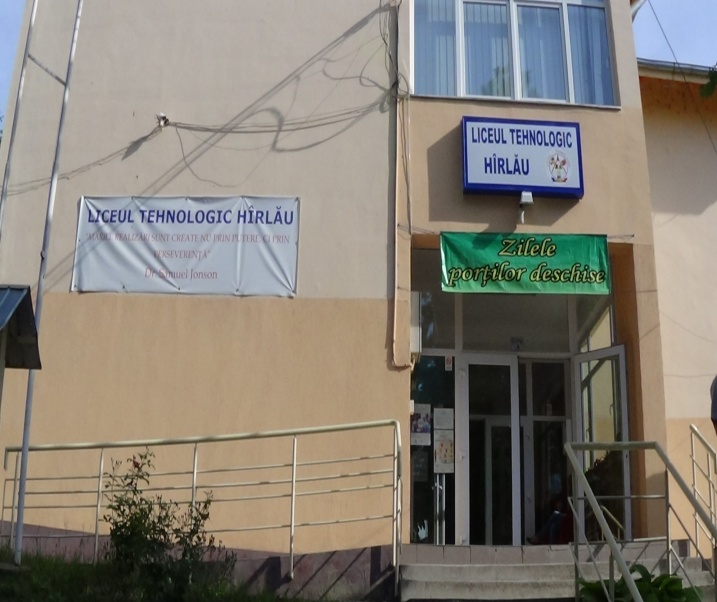 LICEUL TEHNOLOGIC
HÎRLĂU
LICEUL TEHNOLOGIC HÎRLĂU
"MARILE REALIZĂRI SUNT CREATE NU PRIN PUTERE, CI PRIN
PERSEVERENȚĂ"
Dr. Samuel Jonson
Zilele
porților deschise